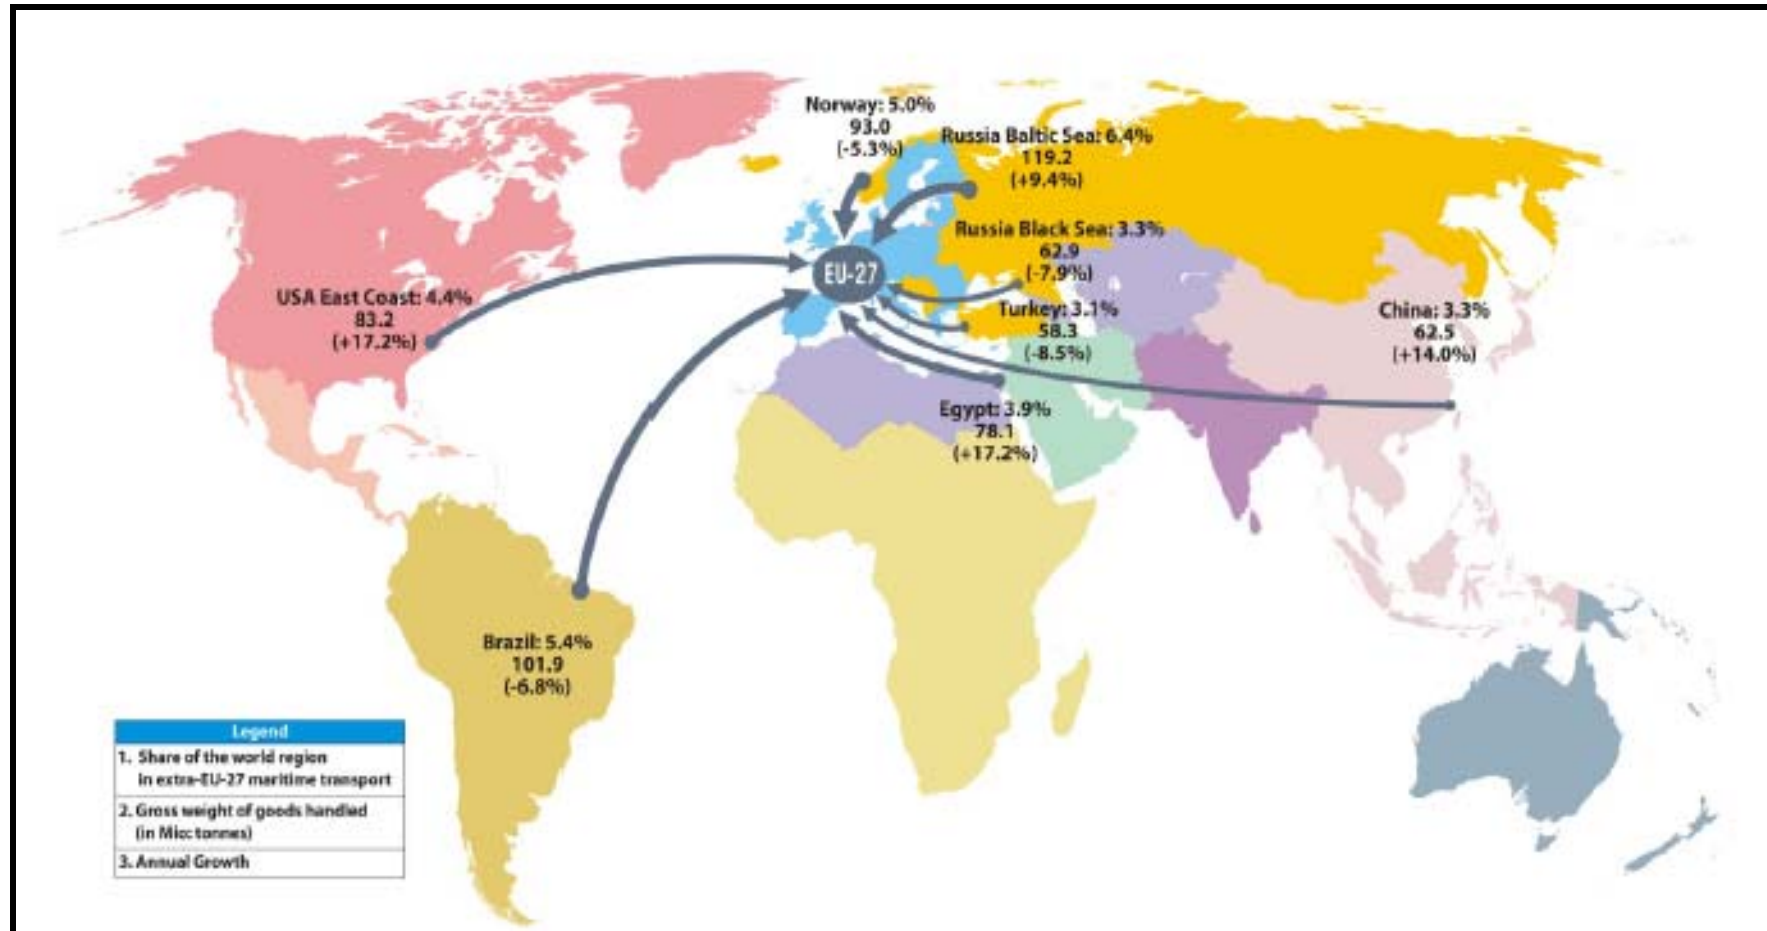 Norway: 5.0%
93.0
(-5.3%)
Russia Baltic Sea: 6.4%
119.2
(+9.4%)
Russia Black Sea: 3.3%
62.9
(-7.9%)
EU-27
USA East Coast: 4.4%
83.2
(+17.2%)
Turkey: 3.1%
58.3
(-8.5%)
China: 3.3%
62.5
(+14.0%)
Egypt: 3.9%
78.1
(+17.2%)
Brazil: 5.4%
101.9
(-6.8%)
Legend
1. Share of the world region
in extra-EU-27 maritime transport
2. Gross weight of goods handled
(in Mio: tonnes)
3. Annual Growth